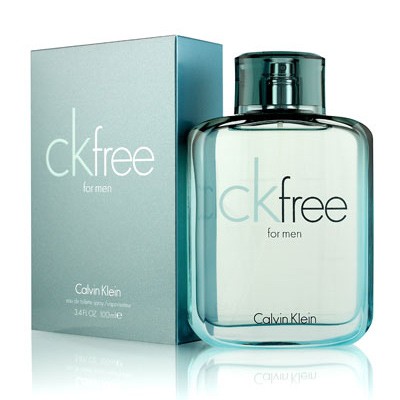 ckfree
for men
Calvin Klein
eau de toilette spray / vaporisateur
3.4 FL.OZ. 100ml e
ckfree
for men
Calvin Klein